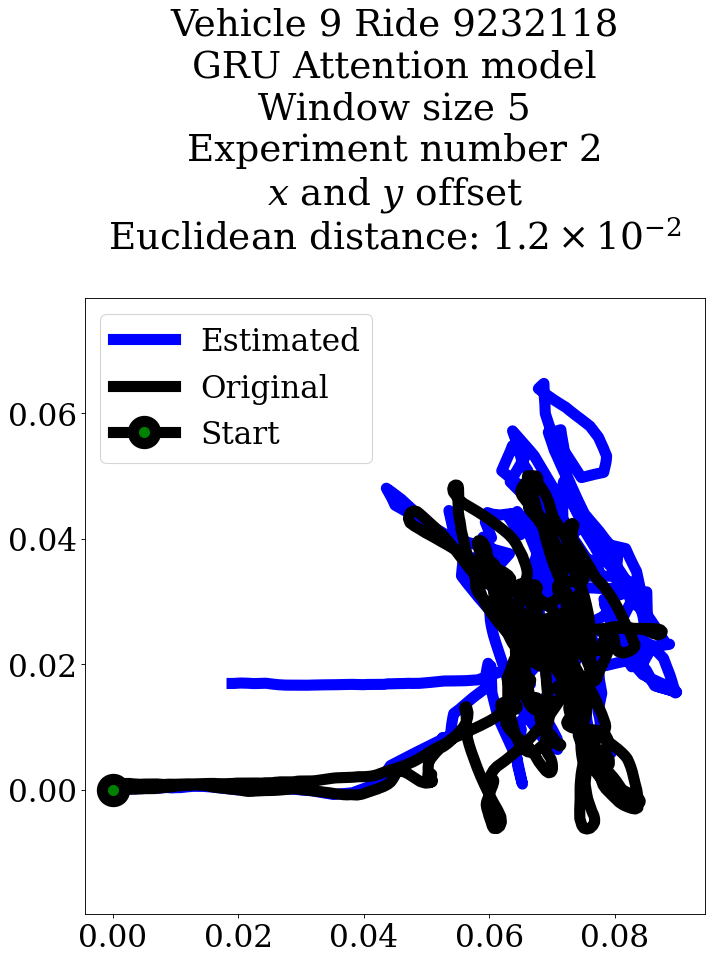 Vehicle 9 Ride 9232118
GRU Attention model
Window size 5
Experiment number 2
x and y offset
Euclidean distance: 1.2 × 10⁻²
Estimated
Original
Start
0.06
0.04
0.02
0.00
0.00 0.02 0.04 0.06 0.08